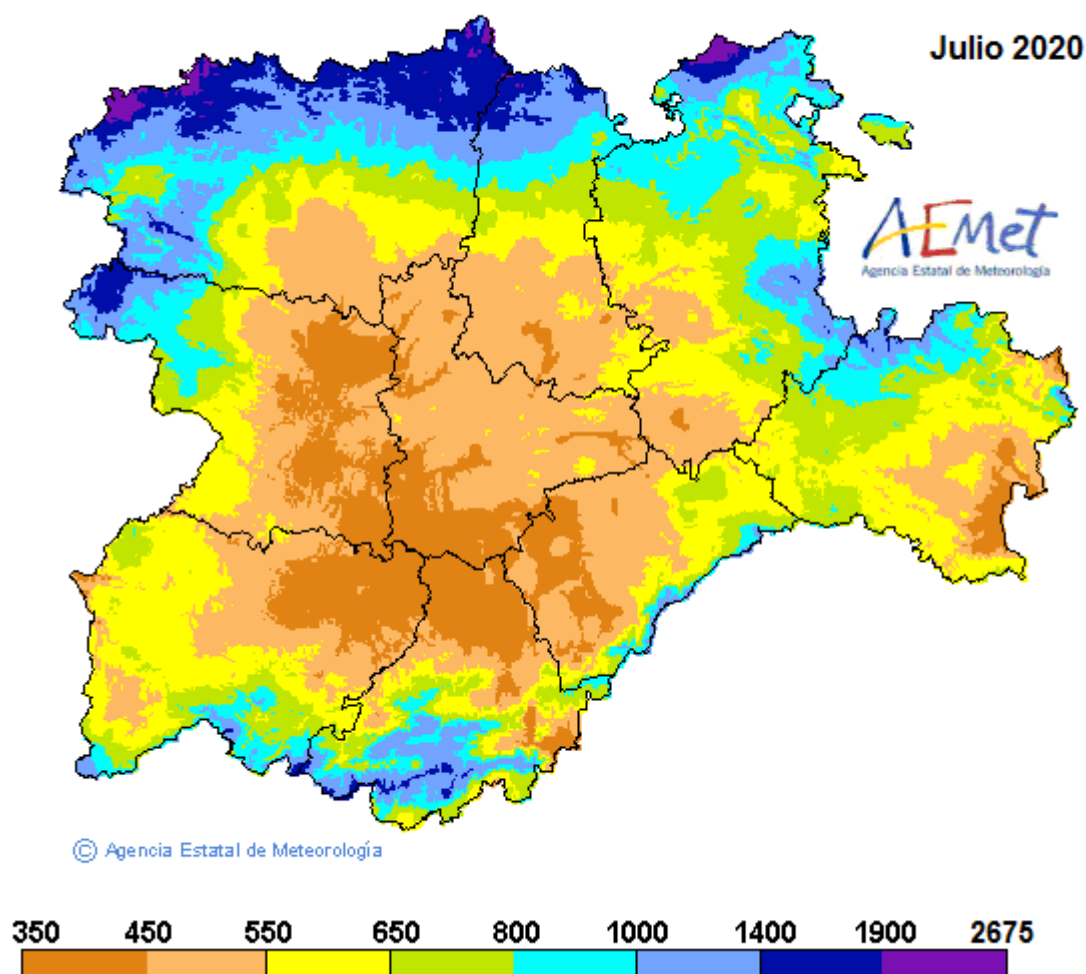 Julio 2020
AEMet
Agencia Estatal de Meteorología
© Agencia Estatal de Meteorología
350 450 550 650 800 1000 1400 1900 2675